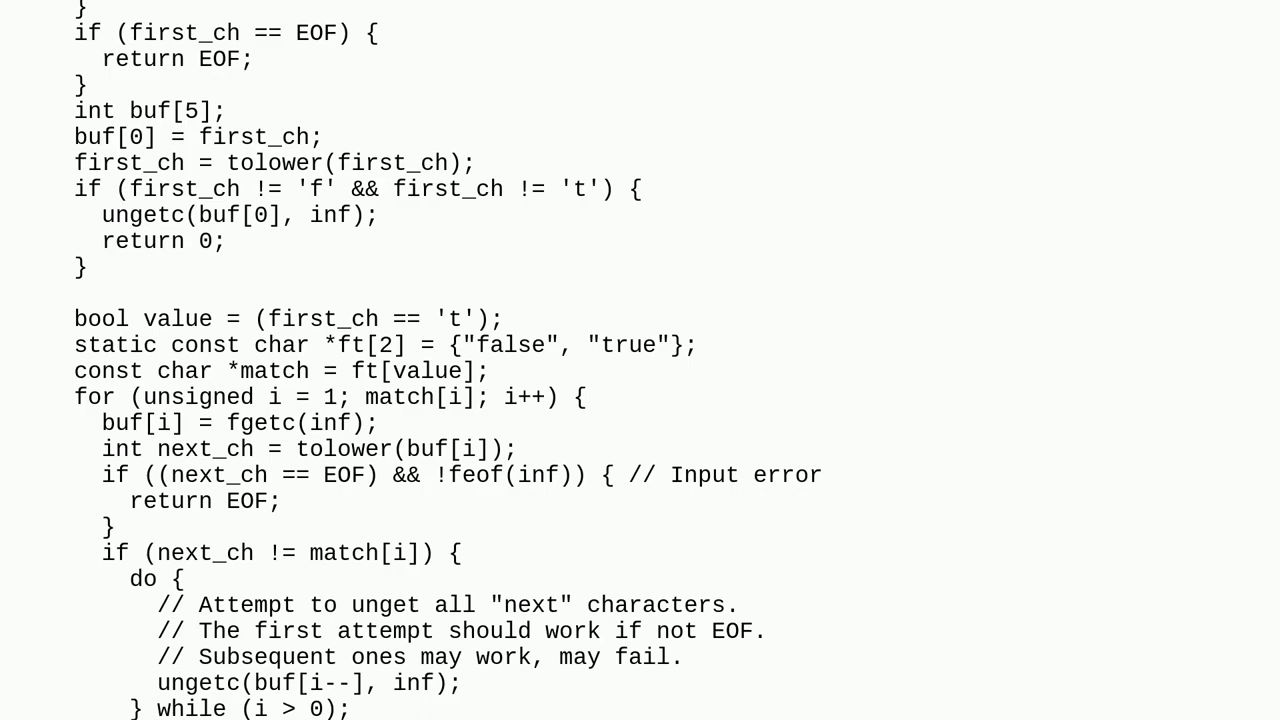 }
if (first_ch == EOF) {
return EOF;
}
int buf[5];
buf[0] = first_ch;
first_ch = tolower(first_ch);
if (first_ch != 'f' && first_ch != 't') {
ungetc(buf[0], inf);
return 0;
}
bool value = (first_ch == 't');
static const char *ft[2] = {"false", "true"};
const char *match = ft[value];
for (unsigned i = 1; match[i]; i++) {
buf[i] = fgetc(inf);
int next_ch = tolower(buf[i]);
if ((next_ch == EOF) && !feof(inf)) { // Input error
return EOF;
}
if (next_ch != match[i]) {
do {
// Attempt to unget all "next" characters.
// The first attempt should work if not EOF.
// Subsequent ones may work, may fail.
ungetc(buf[i--], inf);
} while (i > 0);